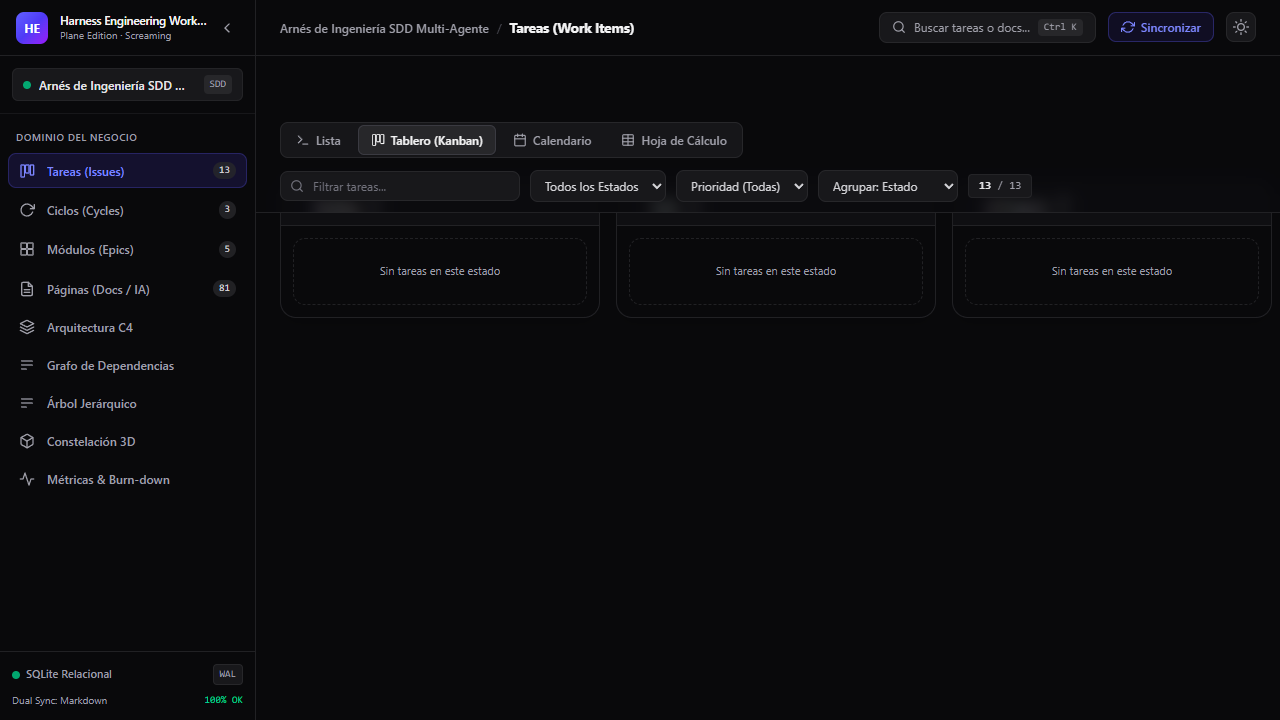 HE
Harness Engineering Work...
Plane Edition · Screaming
Arnés de Ingeniería SDD Multi-Agente / Tareas (Work Items)
Buscar tareas o docs... Ctrl K
Sincronizar
Arnés de Ingeniería SDD ... SDD
DOMINIO DEL NEGOCIO
Tareas (Issues) 13
Ciclos (Cycles) 3
Módulos (Epics) 5
Páginas (Docs / IA) 81
Arquitectura C4
Grafo de Dependencias
Árbol Jerárquico
Constelación 3D
Métricas & Burn-down
SQLite Relacional WAL
Dual Sync: Markdown 100% OK
Lista Tablero (Kanban) Calendario Hoja de Cálculo
Filtrar tareas... Todos los Estados Prioridad (Todas) Agrupar: Estado 13 / 13
Sin tareas en este estado Sin tareas en este estado Sin tareas en este estado